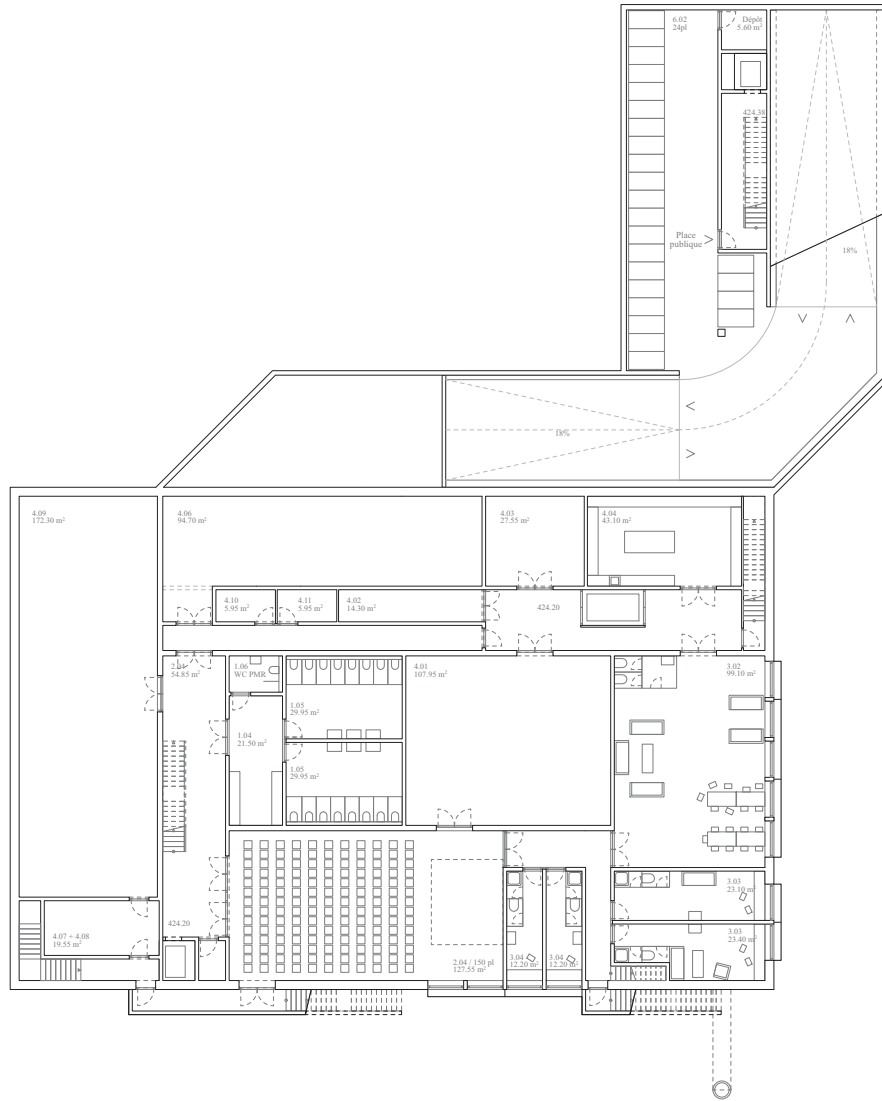 6.02
24pl
Dépôt
5.60 m²
424.38
Place
publique
18%
18%
4.09
172.30 m²
4.06
94.70 m²
4.03
27.55 m²
4.04
43.10 m²
4.10
5.95 m²
4.11
5.95 m²
4.02
14.30 m²
424.20
2.01
54.85 m²
1.06
WC PMR
4.01
107.95 m²
3.02
99.10 m²
1.05
29.95 m²
1.04
21.50 m²
1.05
29.95 m²
3.03
23.10 m²
4.07 + 4.08
19.55 m²
424.20
3.03
23.40 m²
2.04 / 150 pl
127.55 m²
3.04
12.20 m²
3.04
12.20 m²